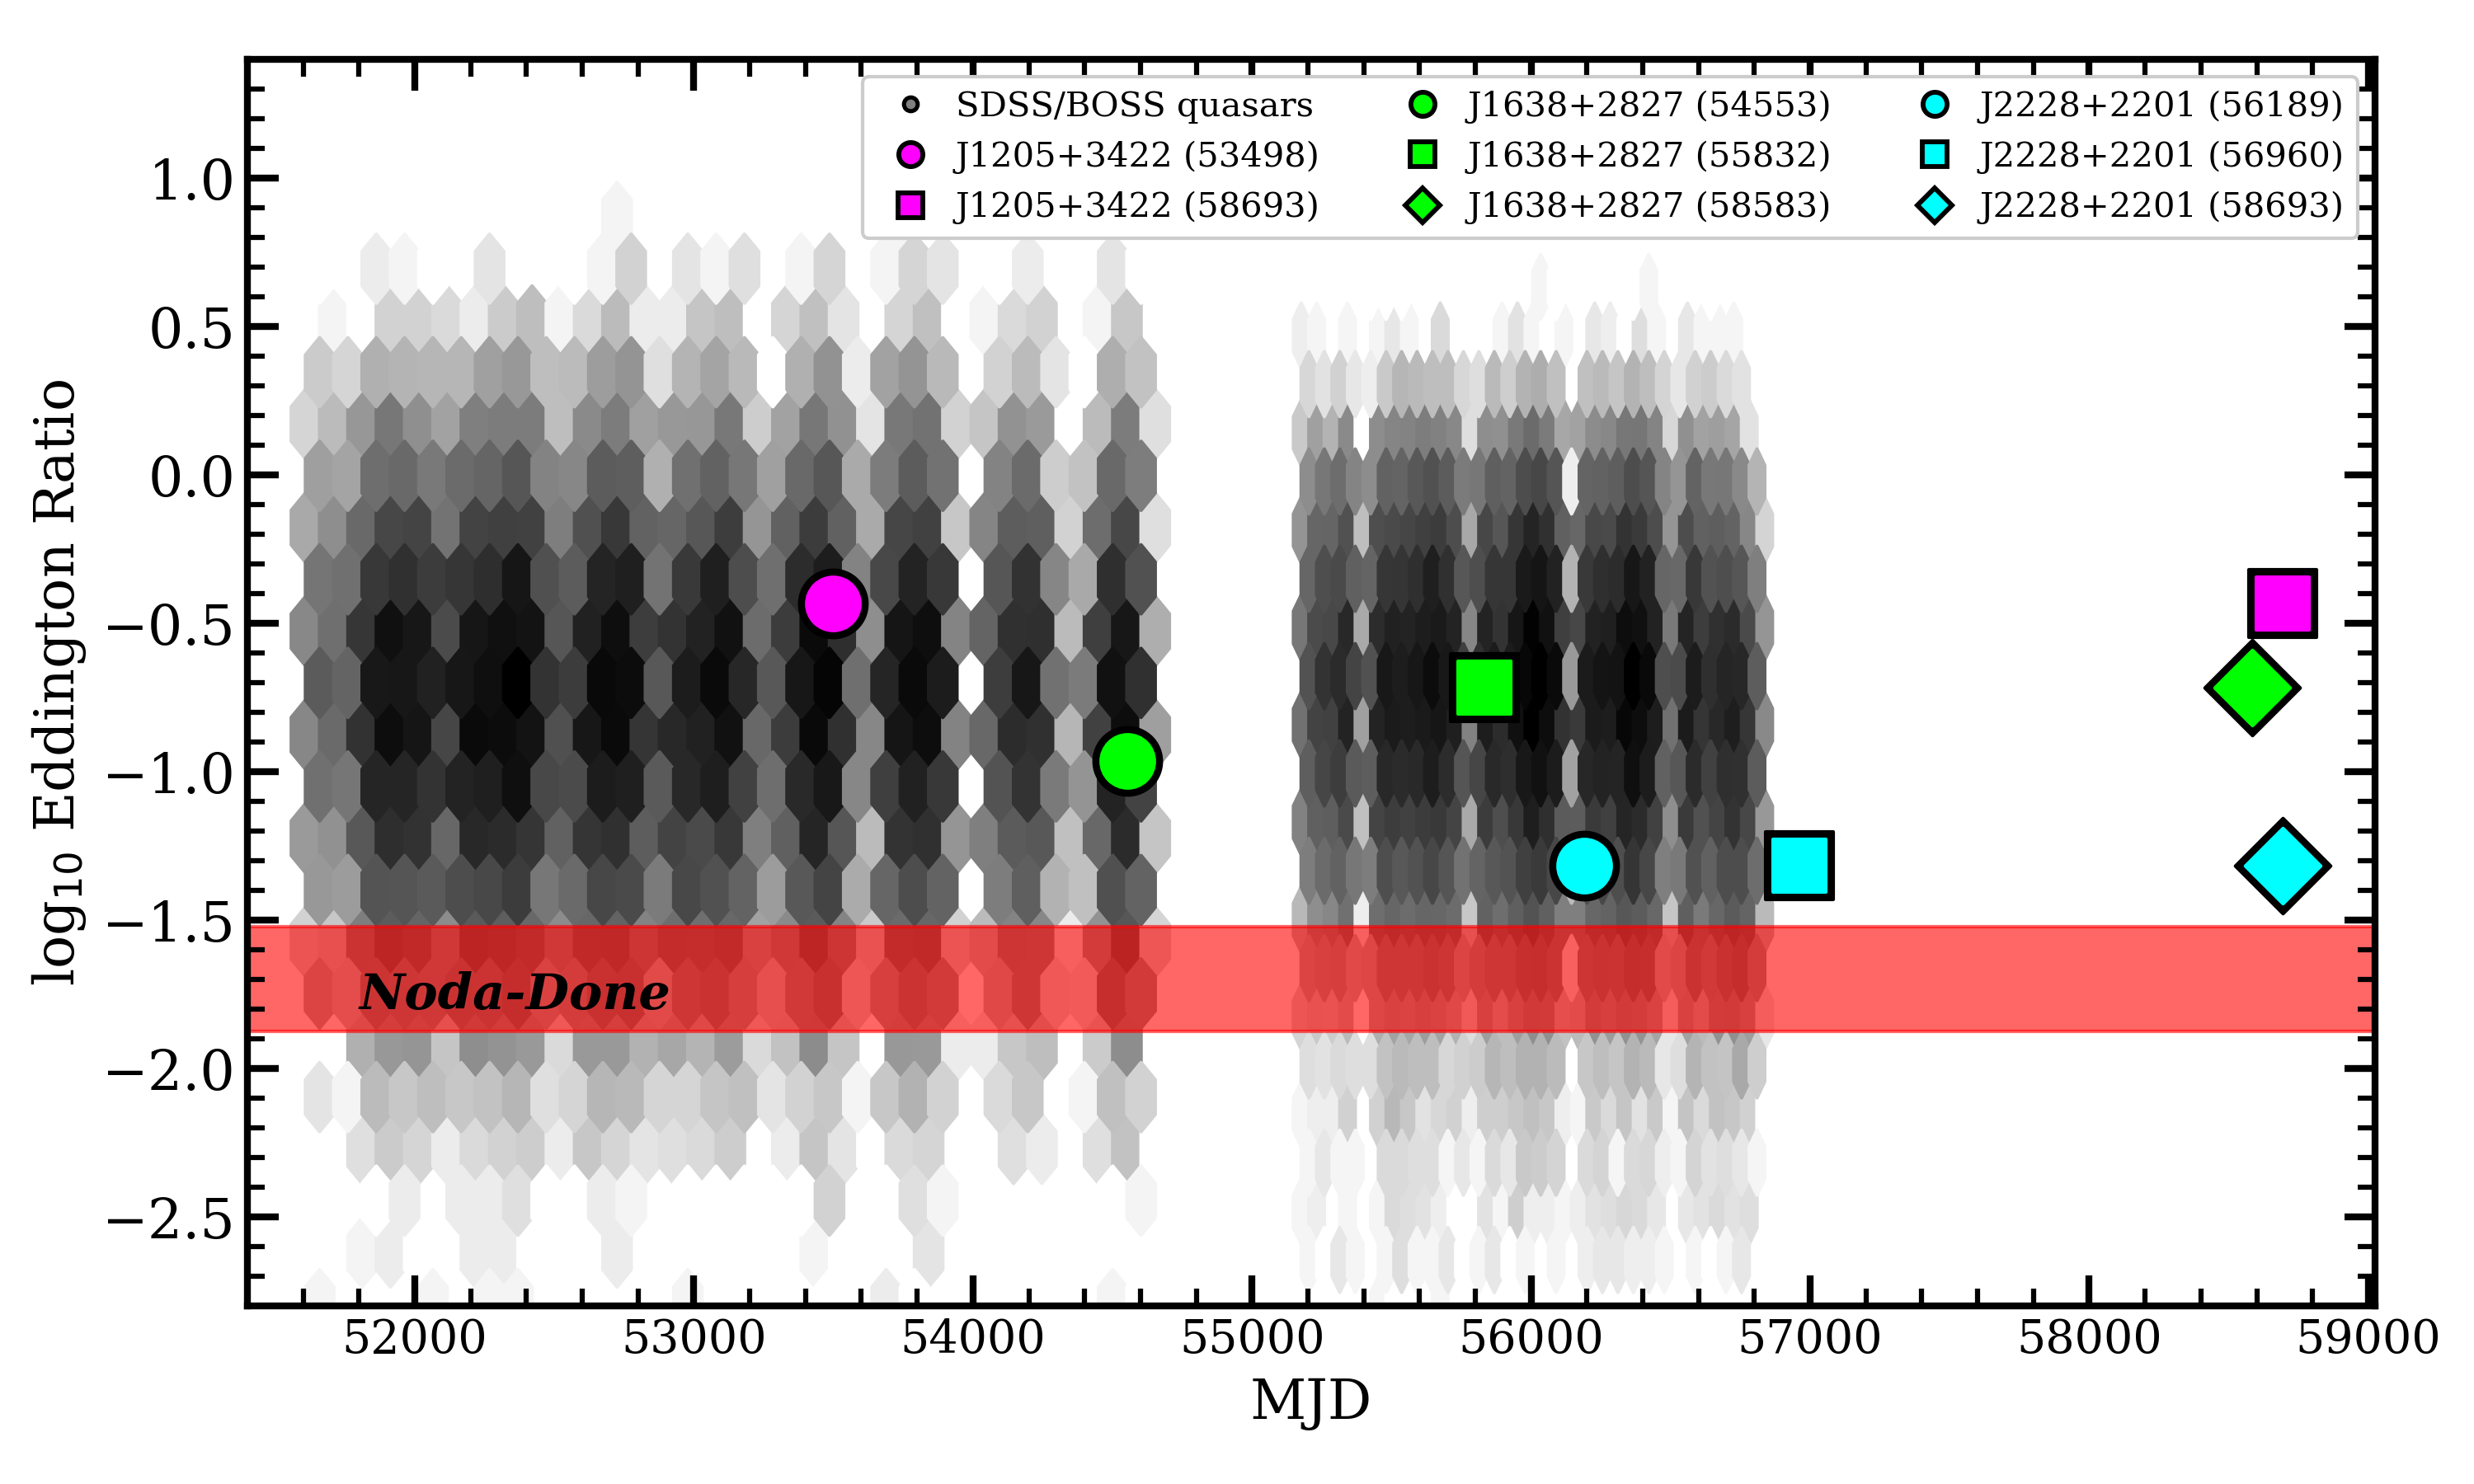 SDSS/BOSS quasars
J1205+3422 (53498)
J1205+3422 (58693)
J1638+2827 (54553)
J1638+2827 (55832)
J1638+2827 (58583)
J2228+2201 (56189)
J2228+2201 (56960)
J2228+2201 (58693)
log₁₀ Eddington Ratio
1.0
0.5
0.0
−0.5
−1.0
−1.5
−2.0
−2.5
Noda-Done
52000
53000
54000
55000
56000
57000
58000
59000
MJD